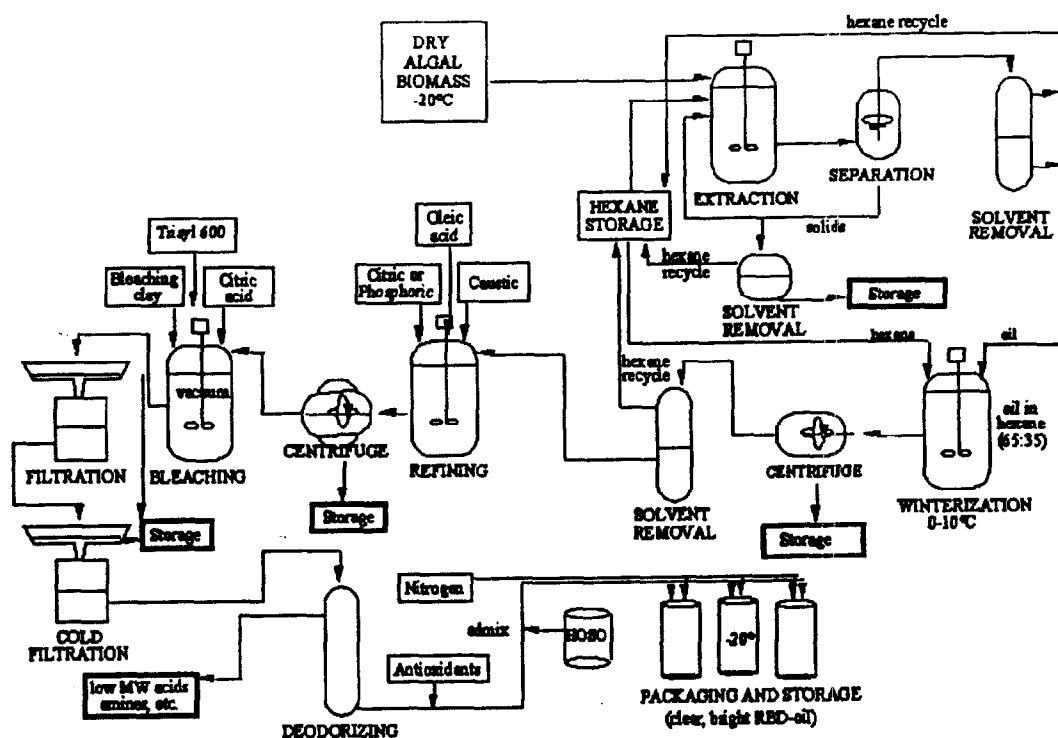 hexane recycle
DRY
ALGAL
BIOMASS
-20°C
EXTRACTION
SEPARATION
SOLVENT
REMOVAL
HEXANE
STORAGE
solids
hexane
recycle
SOLVENT
REMOVAL
Storage
Trisyl 600
Bleaching
clay
Citric
acid
Oleic
acid
Citric or
Phosphoric
Caustic
vacuum
FILTRATION
BLEACHING
CENTRIFUGE
REFINING
hexane
recycle
hexane
oil
oil in
hexane
(65:35)
CENTRIFUGE
WINTERIZATION
0-10°C
SOLVENT
REMOVAL
Storage
Storage
Storage
COLD
FILTRATION
low MW acids
amines, etc.
DEODORIZING
Nitrogen
admix
HOSO
Antioxidants
-20°
PACKAGING AND STORAGE
(clear, bright RBD-oil)